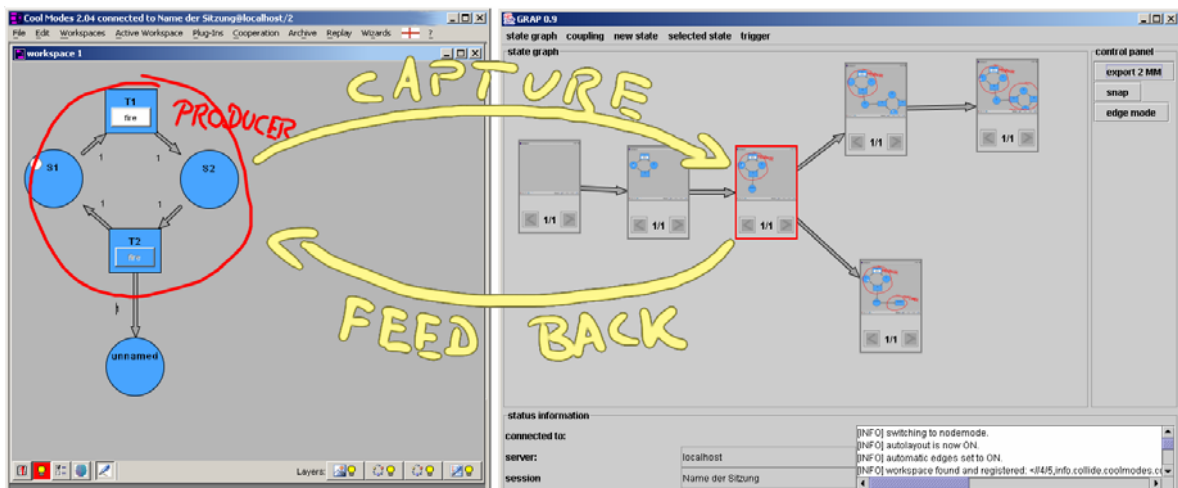 Cool Modes 2.04 connected to Name der Sitzung@localhost/2
File Edit Workspaces Active Workspace Plug-Ins Cooperation Archive Replay Wizards ?
workspace 1
T1
fire
PRODUCER
S1
S2
1
1
1
1
T2
fire
unnamed
Layers:
CAPTURE
FEED BACK
GRAP 0.9
state graph coupling new state selected state trigger
state graph
1/1
1/1
1/1
1/1
1/1
1/1
control panel
export 2 MM
snap
edge mode
status information
connected to:
server:
localhost
session
Name der Sitzung
[INFO] switching to nodemode.
[INFO] autolayout is now ON.
[INFO] automatic edges set to ON.
[INFO] workspace found and registered: <//4/5,info.collide.coolmodes.c